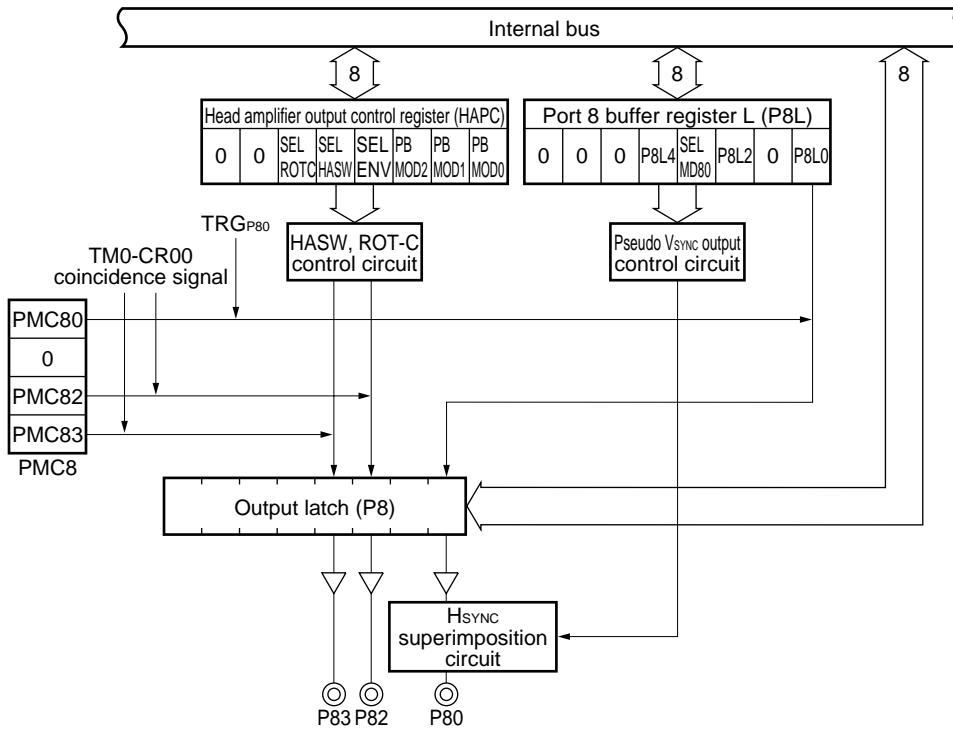 Internal bus
8
8
8
Head amplifier output control register (HAPC)
0 0 SEL ROTC SEL HASW SEL ENV PB MOD2 PB MOD1 PB MOD0
Port 8 buffer register L (P8L)
0 0 0 P8L4 SEL MD80 P8L2 0 P8L0
TRGP80
HASW, ROT-C
control circuit
Pseudo VSYNC output
control circuit
TM0-CR00
coincidence signal
PMC80
0
PMC82
PMC83
PMC8
Output latch (P8)
HSYNC
superimposition
circuit
P83 P82 P80